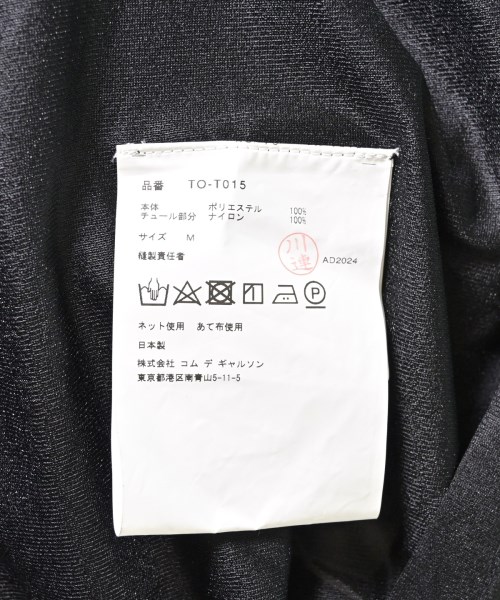 品番 TO-T015
本体 ポリエステル 100%
チュール部分 ナイロン 100%
サイズ M
縫製責任者 川連 AD2024
P
ネット使用 あて布使用
日本製
株式会社 コム デ ギャルソン
東京都港区南青山5-11-5